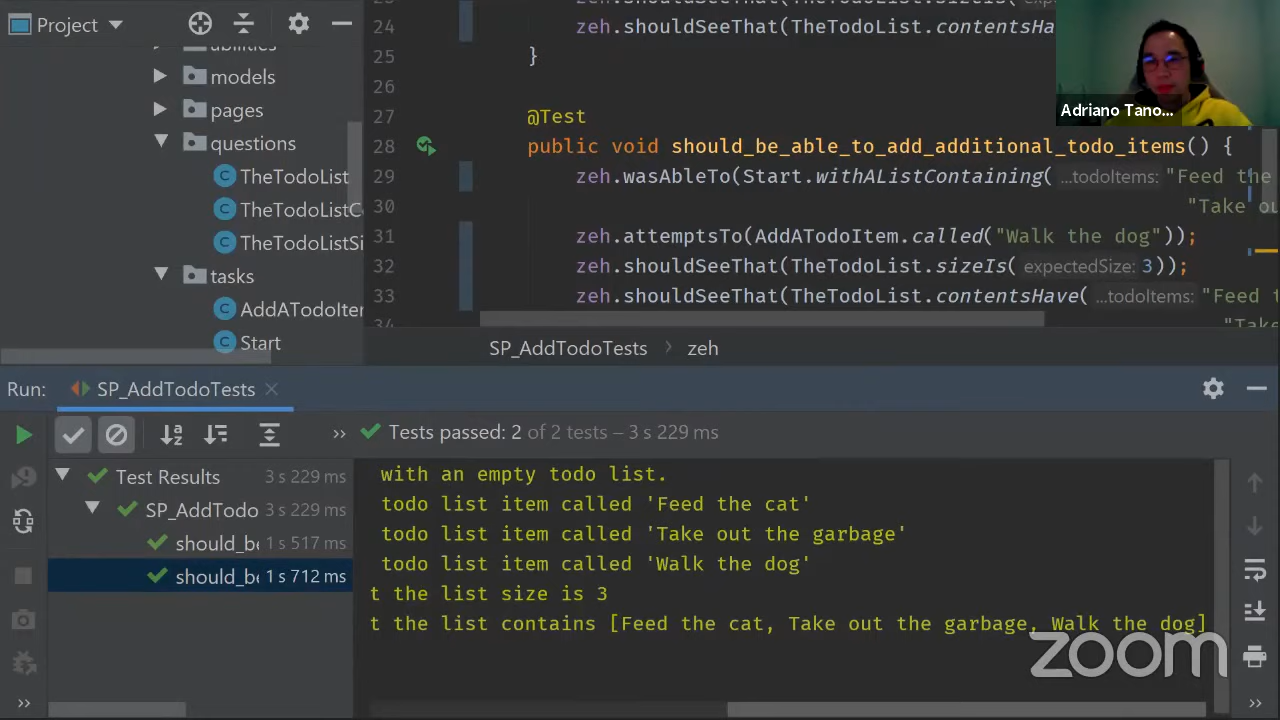 Project
models
pages
questions
TheTodoList
TheTodoListC
TheTodoListSi
tasks
AddATodoIter
Start
24 zeh.shouldSeeThat(TheTodoList.contentsHa
25 }
26
27 @Test
28 public void should_be_able_to_add_additional_todo_items() {
29 zeh.wasAbleTo(Start.withAListContaining( ...todoItems: "Feed the
30 "Take ou
31 zeh.attemptsTo(AddATodoItem.called("Walk the dog"));
32 zeh.shouldSeeThat(TheTodoList.sizeIs( expectedSize: 3));
33 zeh.shouldSeeThat(TheTodoList.contentsHave( ...todoItems: "Feed t
34 "Take
Adriano Tano...
SP_AddTodoTests > zeh
Run: SP_AddTodoTests
Tests passed: 2 of 2 tests – 3 s 229 ms
Test Results 3 s 229 ms
SP_AddTodo 3 s 229 ms
should_be 1 s 517 ms
should_be 1 s 712 ms
with an empty todo list.
todo list item called 'Feed the cat'
todo list item called 'Take out the garbage'
todo list item called 'Walk the dog'
t the list size is 3
t the list contains [Feed the cat, Take out the garbage, Walk the dog]
zoom